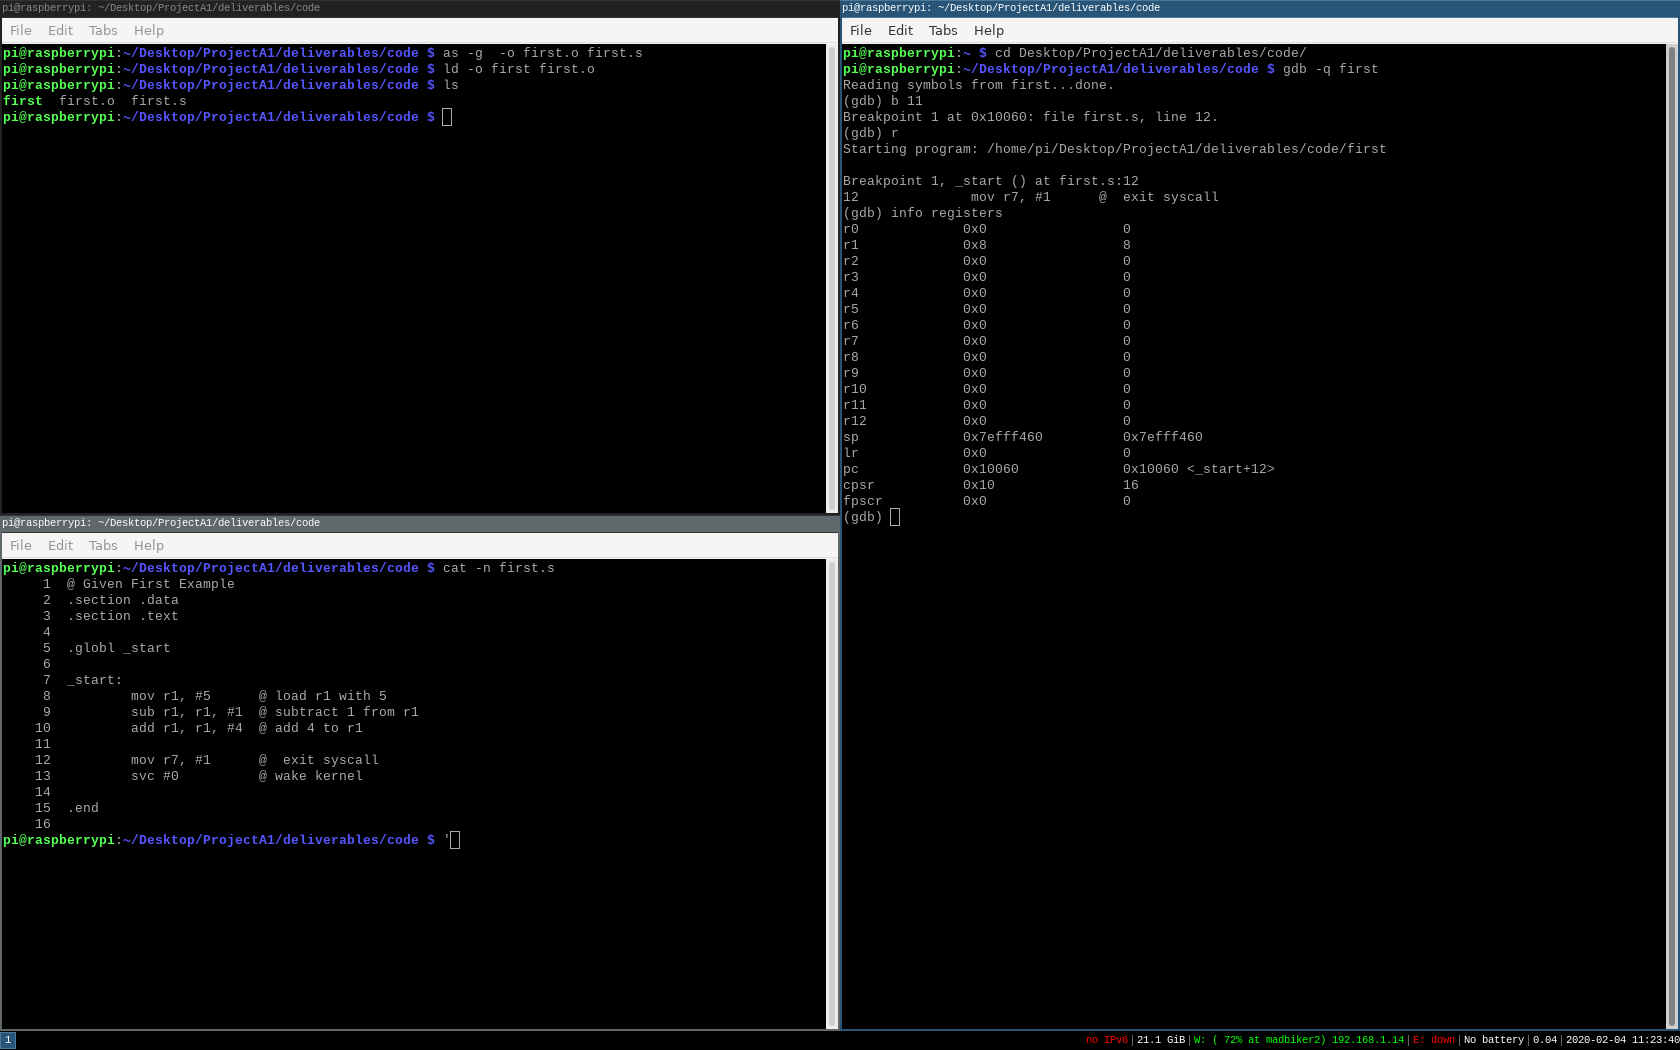 pi@raspberrypi: ~/Desktop/ProjectA1/deliverables/code
File Edit Tabs Help
pi@raspberrypi:~/Desktop/ProjectA1/deliverables/code $ as -g  -o first.o first.s
pi@raspberrypi:~/Desktop/ProjectA1/deliverables/code $ ld -o first first.o
pi@raspberrypi:~/Desktop/ProjectA1/deliverables/code $ ls
first  first.o  first.s
pi@raspberrypi:~/Desktop/ProjectA1/deliverables/code $
pi@raspberrypi: ~/Desktop/ProjectA1/deliverables/code
File Edit Tabs Help
pi@raspberrypi:~/Desktop/ProjectA1/deliverables/code $ cat -n first.s
     1  @ Given First Example
     2  .section .data
     3  .section .text
     4
     5  .globl _start
     6
     7  _start:
     8          mov r1, #5      @ load r1 with 5
     9          sub r1, r1, #1  @ subtract 1 from r1
    10          add r1, r1, #4  @ add 4 to r1
    11
    12          mov r7, #1      @  exit syscall
    13          svc #0          @ wake kernel
    14
    15  .end
    16
pi@raspberrypi:~/Desktop/ProjectA1/deliverables/code $ '
pi@raspberrypi: ~/Desktop/ProjectA1/deliverables/code
File Edit Tabs Help
pi@raspberrypi:~ $ cd Desktop/ProjectA1/deliverables/code/
pi@raspberrypi:~/Desktop/ProjectA1/deliverables/code $ gdb -q first
Reading symbols from first...done.
(gdb) b 11
Breakpoint 1 at 0x10060: file first.s, line 12.
(gdb) r
Starting program: /home/pi/Desktop/ProjectA1/deliverables/code/first
Breakpoint 1, _start () at first.s:12
12              mov r7, #1      @  exit syscall
(gdb) info registers
r0             0x0                 0
r1             0x8                 8
r2             0x0                 0
r3             0x0                 0
r4             0x0                 0
r5             0x0                 0
r6             0x0                 0
r7             0x0                 0
r8             0x0                 0
r9             0x0                 0
r10            0x0                 0
r11            0x0                 0
r12            0x0                 0
sp             0x7efff460          0x7efff460
lr             0x0                 0
pc             0x10060             0x10060 <_start+12>
cpsr           0x10                16
fpscr          0x0                 0
(gdb)
1
no IPv6|21.1 GiB|W: ( 72% at madbiker2) 192.168.1.14|E: down|No battery|0.04|2020-02-04 11:23:40